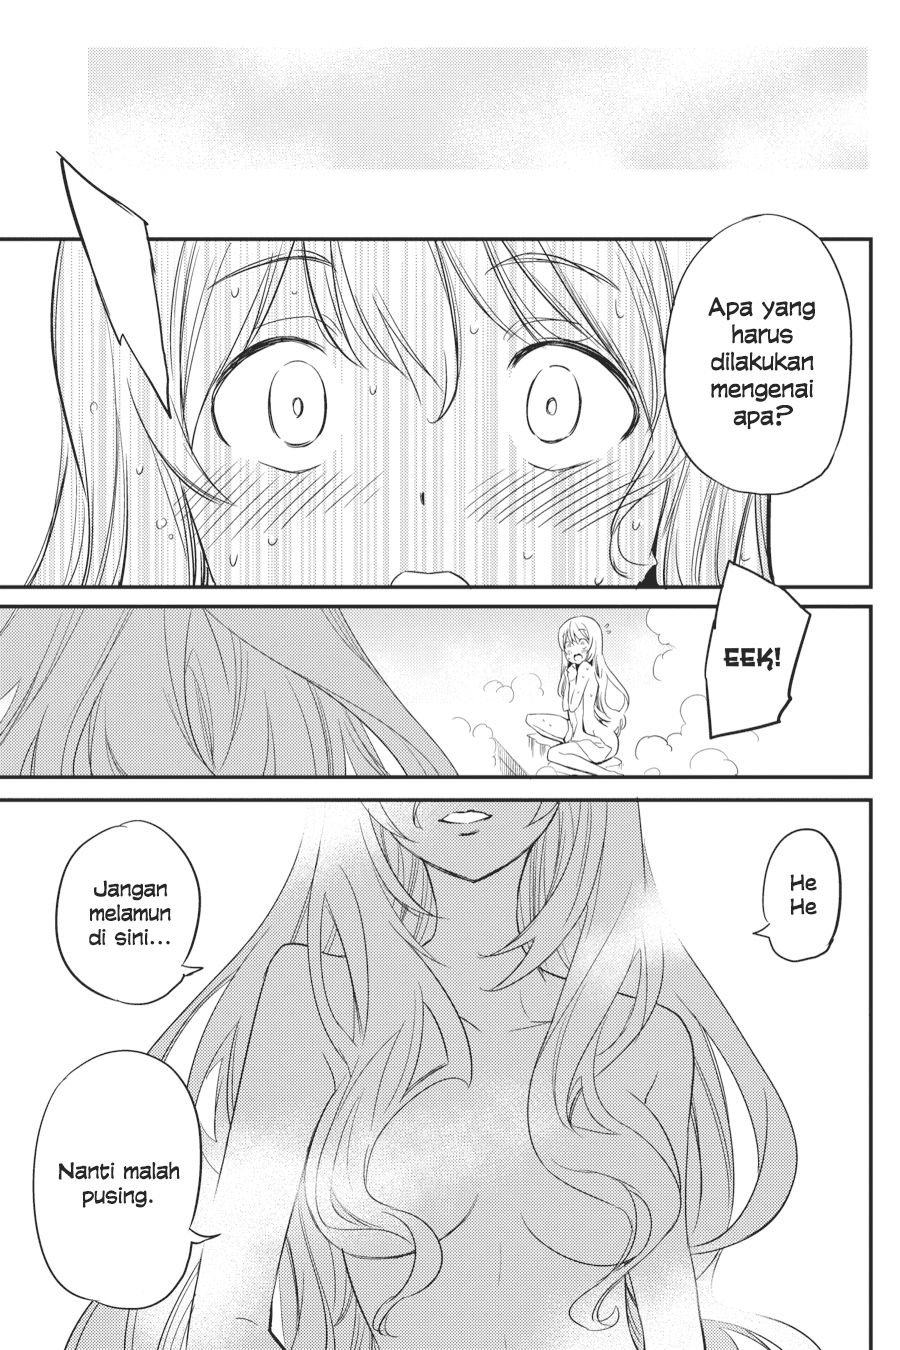 Apa yang
harus
dilakukan
mengenai
apa?
EEK!
He
He
Jangan
melamun
di sini...
Nanti malah
pusing.